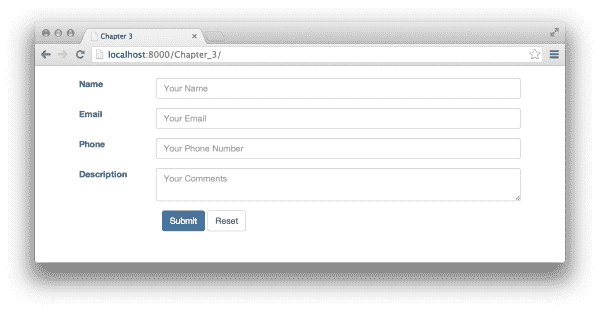 Chapter 3
localhost:8000/Chapter_3/
Name Your Name
Email Your Email
Phone Your Phone Number
Description Your Comments
Submit Reset